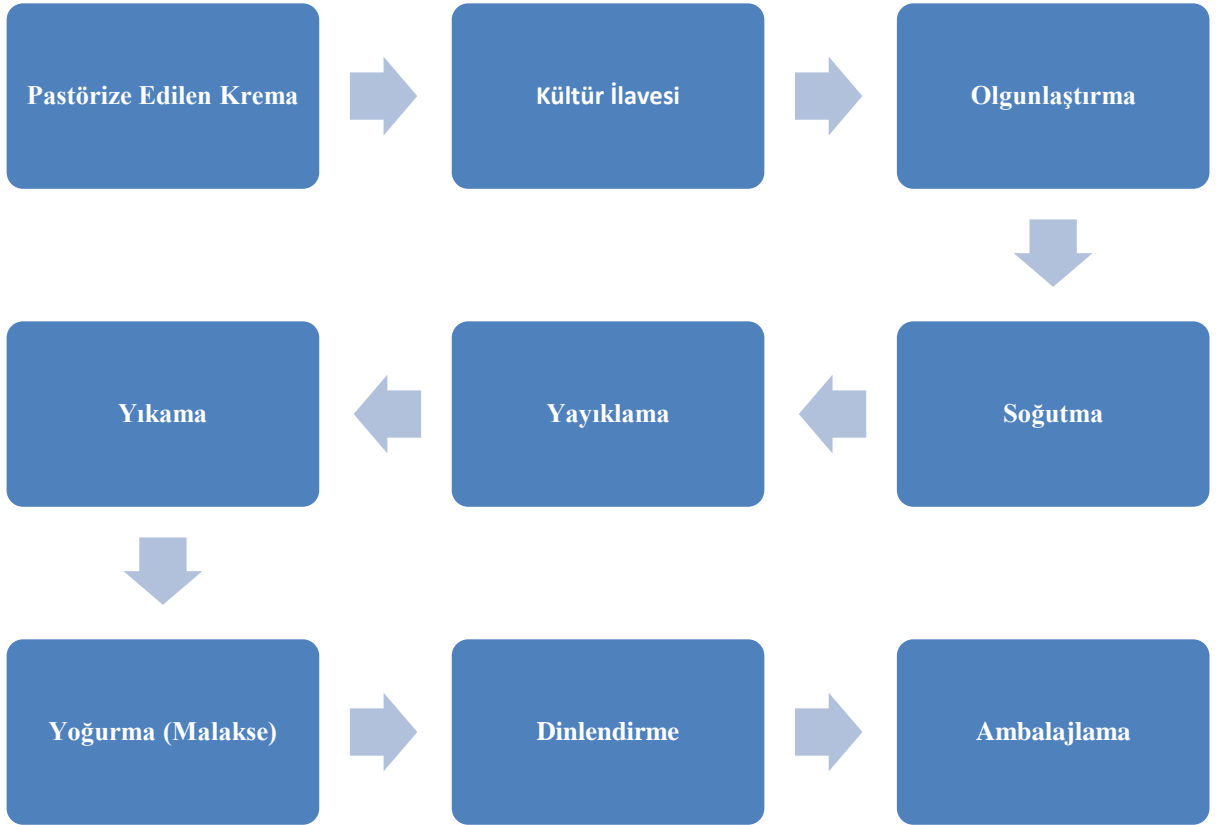 Pastörize Edilen Krema
Kültür İlavesi
Olgunlaştırma
Soğutma
Yayıklama
Yıkama
Yoğurma (Malakse)
Dinlendirme
Ambalajlama